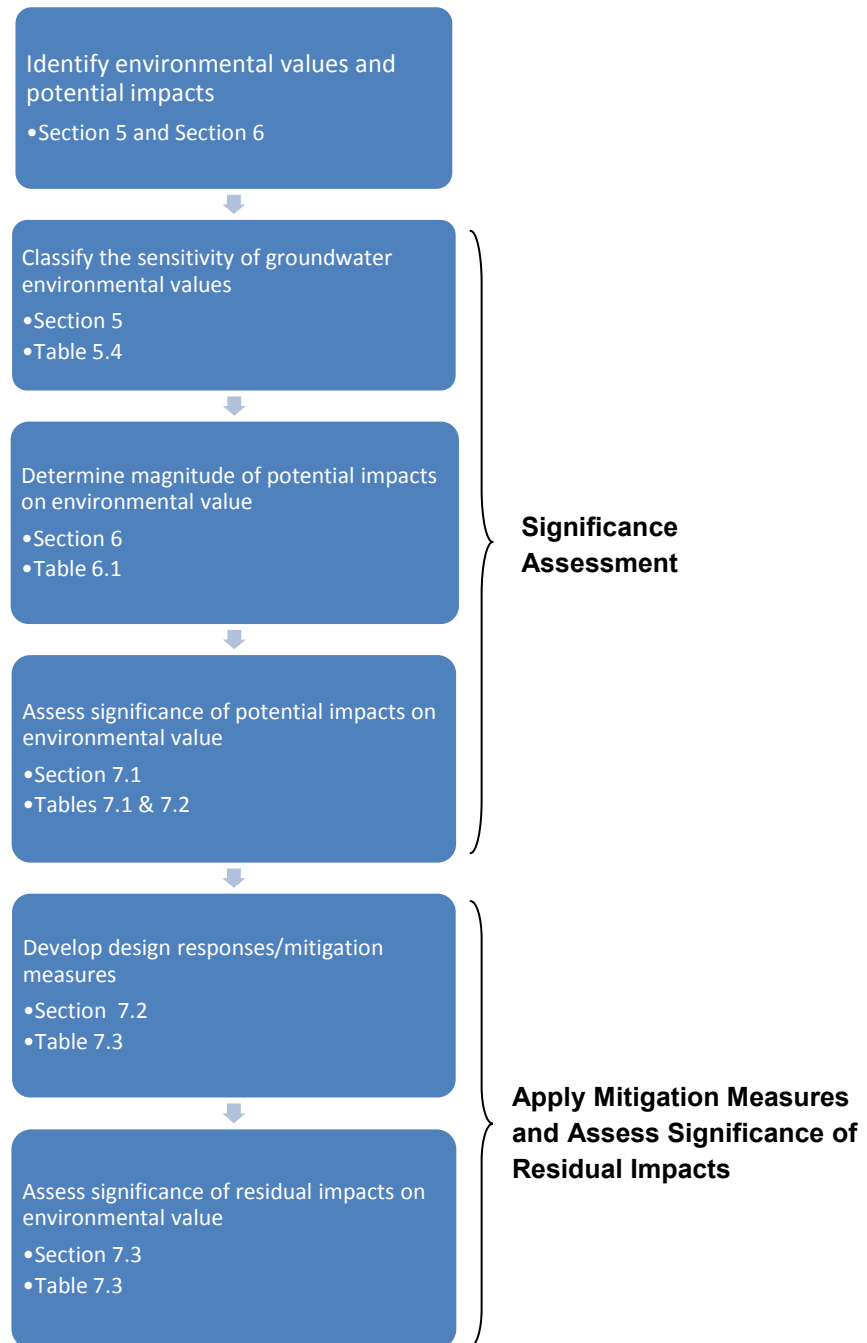 Identify environmental values and
potential impacts
•Section 5 and Section 6
Classify the sensitivity of groundwater
environmental values
•Section 5
•Table 5.4
Determine magnitude of potential impacts
on environmental value
•Section 6
•Table 6.1
Significance
Assessment
Assess significance of potential impacts on
environmental value
•Section 7.1
•Tables 7.1 & 7.2
Develop design responses/mitigation
measures
•Section  7.2
•Table 7.3
Apply Mitigation Measures
and Assess Significance of
Residual Impacts
Assess significance of residual impacts on
environmental value
•Section 7.3
•Table 7.3